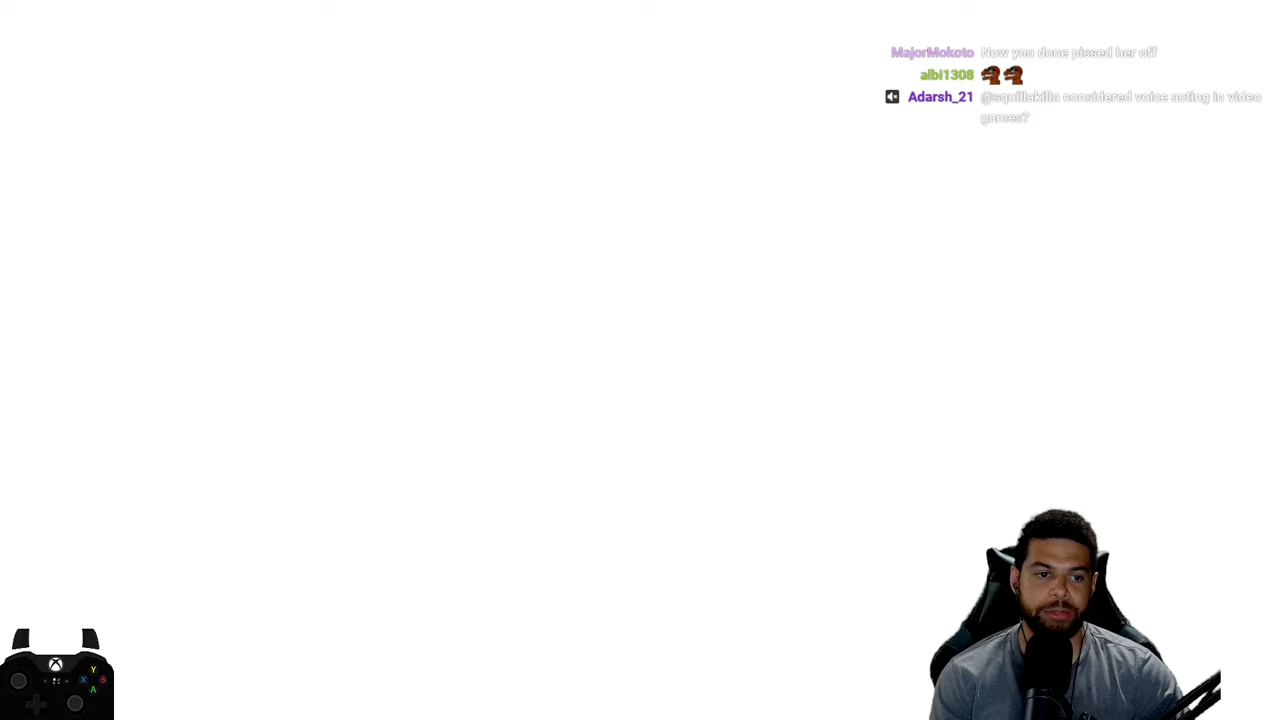 MajorMokoto Now you done pissed her off
albi1308
Adarsh_21 @squillakilla considered voice acting in video
games?
Y
X B
A